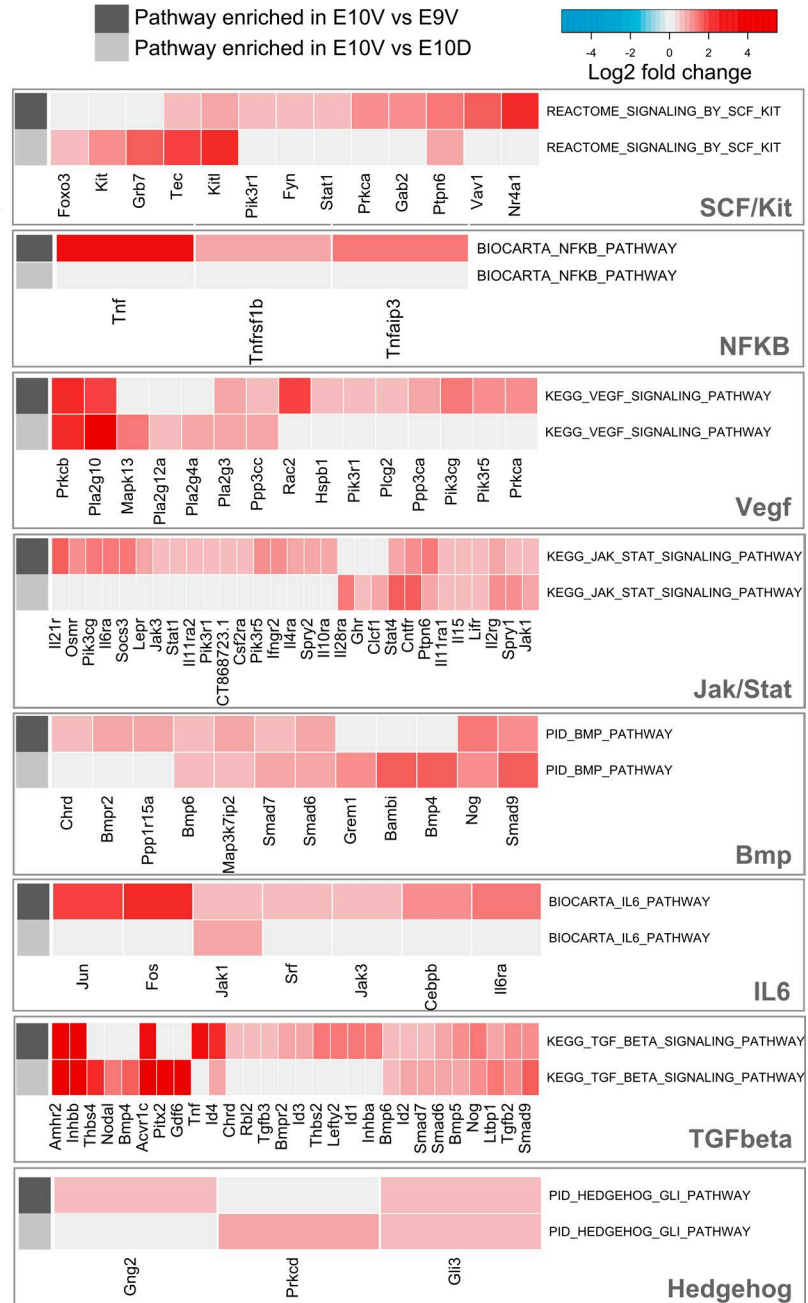 Pathway enriched in E10V vs E9V
Pathway enriched in E10V vs E10D
-4 -2 0 2 4
Log2 fold change
REACTOME_SIGNALING_BY_SCF_KIT
REACTOME_SIGNALING_BY_SCF_KIT
Foxo3 Kit Grb7 Tec Kitl Pik3r1 Fyn Stat1 Prkca Gab2 Ptpn6 Vav1 Nr4a1
SCF/Kit
BIOCARTA_NFKB_PATHWAY
BIOCARTA_NFKB_PATHWAY
Tnf Tnfrsf1b Tnfaip3
NFKB
KEGG_VEGF_SIGNALING_PATHWAY
KEGG_VEGF_SIGNALING_PATHWAY
Prkcb Pla2g10 Mapk13 Pla2g12a Pla2g4a Pla2g3 Ppp3cc Rac2 Hspb1 Pik3r1 Plcg2 Ppp3ca Pik3cg Pik3r5 Prkca
Vegf
KEGG_JAK_STAT_SIGNALING_PATHWAY
KEGG_JAK_STAT_SIGNALING_PATHWAY
Il21r Osmr Pik3cg Il6ra Socs3 Lepr Jak3 Stat1 Il11ra2 Pik3r1 CT868723.1 Csf2ra Pik3r5 Ifngr2 Il4ra Spry2 Il10ra Il28ra Ghr Clcf1 Stat4 Cntfr Ptpn6 Il11ra1 Il15 Lifr Il2rg Spry1 Jak1
Jak/Stat
PID_BMP_PATHWAY
PID_BMP_PATHWAY
Chrd Bmpr2 Ppp1r15a Bmp6 Map3k7ip2 Smad7 Smad6 Grem1 Bambi Bmp4 Nog Smad9
Bmp
BIOCARTA_IL6_PATHWAY
BIOCARTA_IL6_PATHWAY
Jun Fos Jak1 Srf Jak3 Cebpb Il6ra
IL6
KEGG_TGF_BETA_SIGNALING_PATHWAY
KEGG_TGF_BETA_SIGNALING_PATHWAY
Amhr2 Inhbb Thbs4 Nodal Bmp4 Acvr1c Pitx2 Gdf6 Tnf Id4 Chrd Rbl2 Tgfb3 Bmpr2 Id3 Thbs2 Lefty2 Id1 Inhba Bmp6 Id2 Smad7 Smad6 Bmp5 Nog Ltbp1 Tgfb2 Smad9
TGFbeta
PID_HEDGEHOG_GLI_PATHWAY
PID_HEDGEHOG_GLI_PATHWAY
Gng2 Prkcd Gli3
Hedgehog